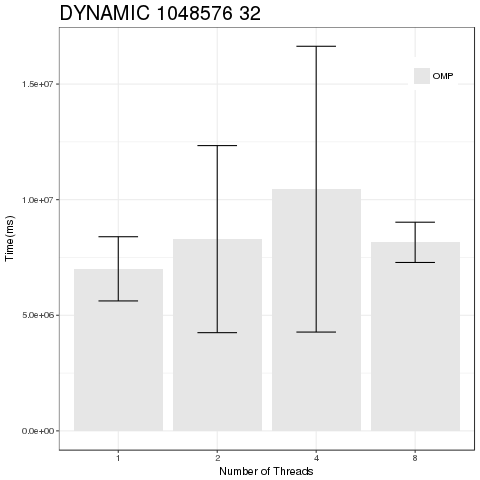 DYNAMIC 1048576 32
Time(ms)
1.5e+07
1.0e+07
5.0e+06
0.0e+00
OMP
1 2 4 8
Number of Threads